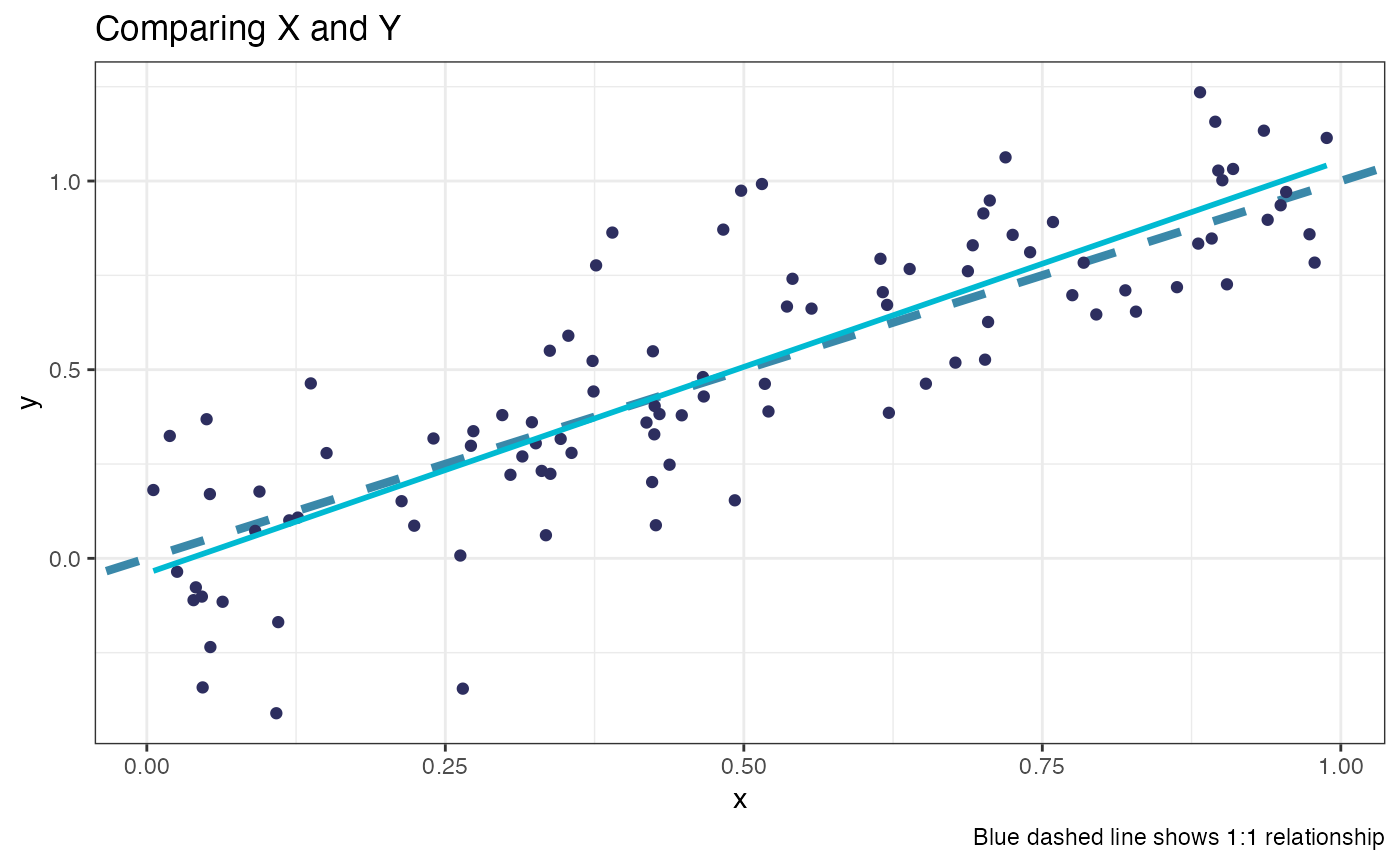 Comparing X and Y
1.0
0.5
0.0
y
0.00 0.25 0.50 0.75 1.00
x
Blue dashed line shows 1:1 relationship